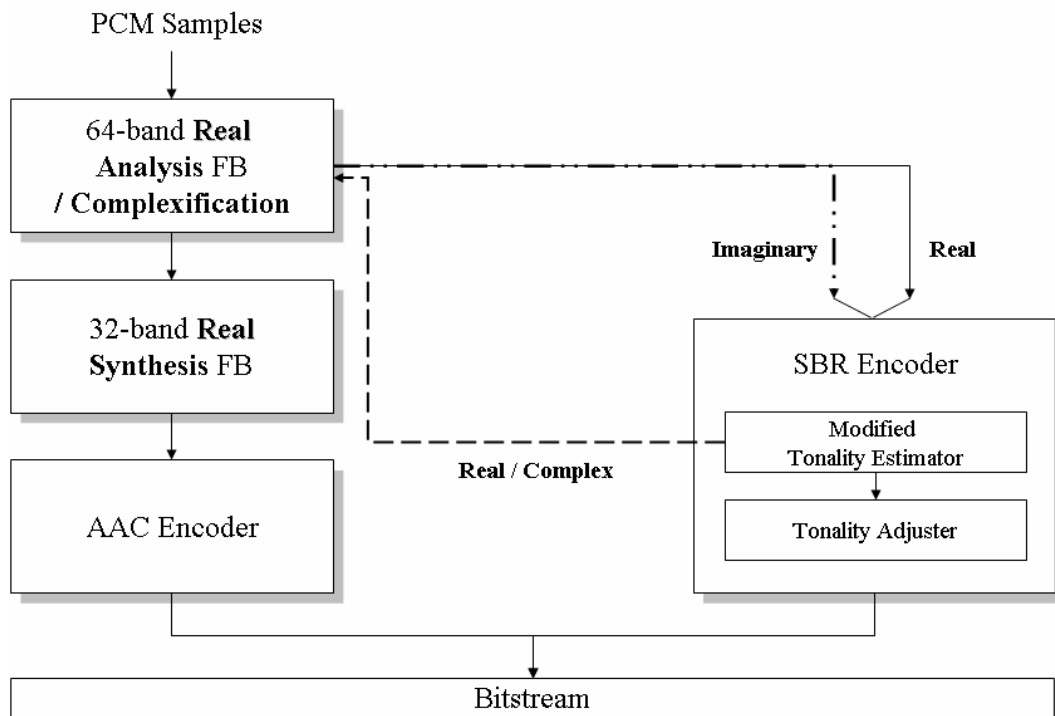 PCM Samples
64-band Real
Analysis FB
/ Complexification
Imaginary
Real
32-band Real
Synthesis FB
SBR Encoder
Modified
Tonality Estimator
Real / Complex
AAC Encoder
Tonality Adjuster
Bitstream